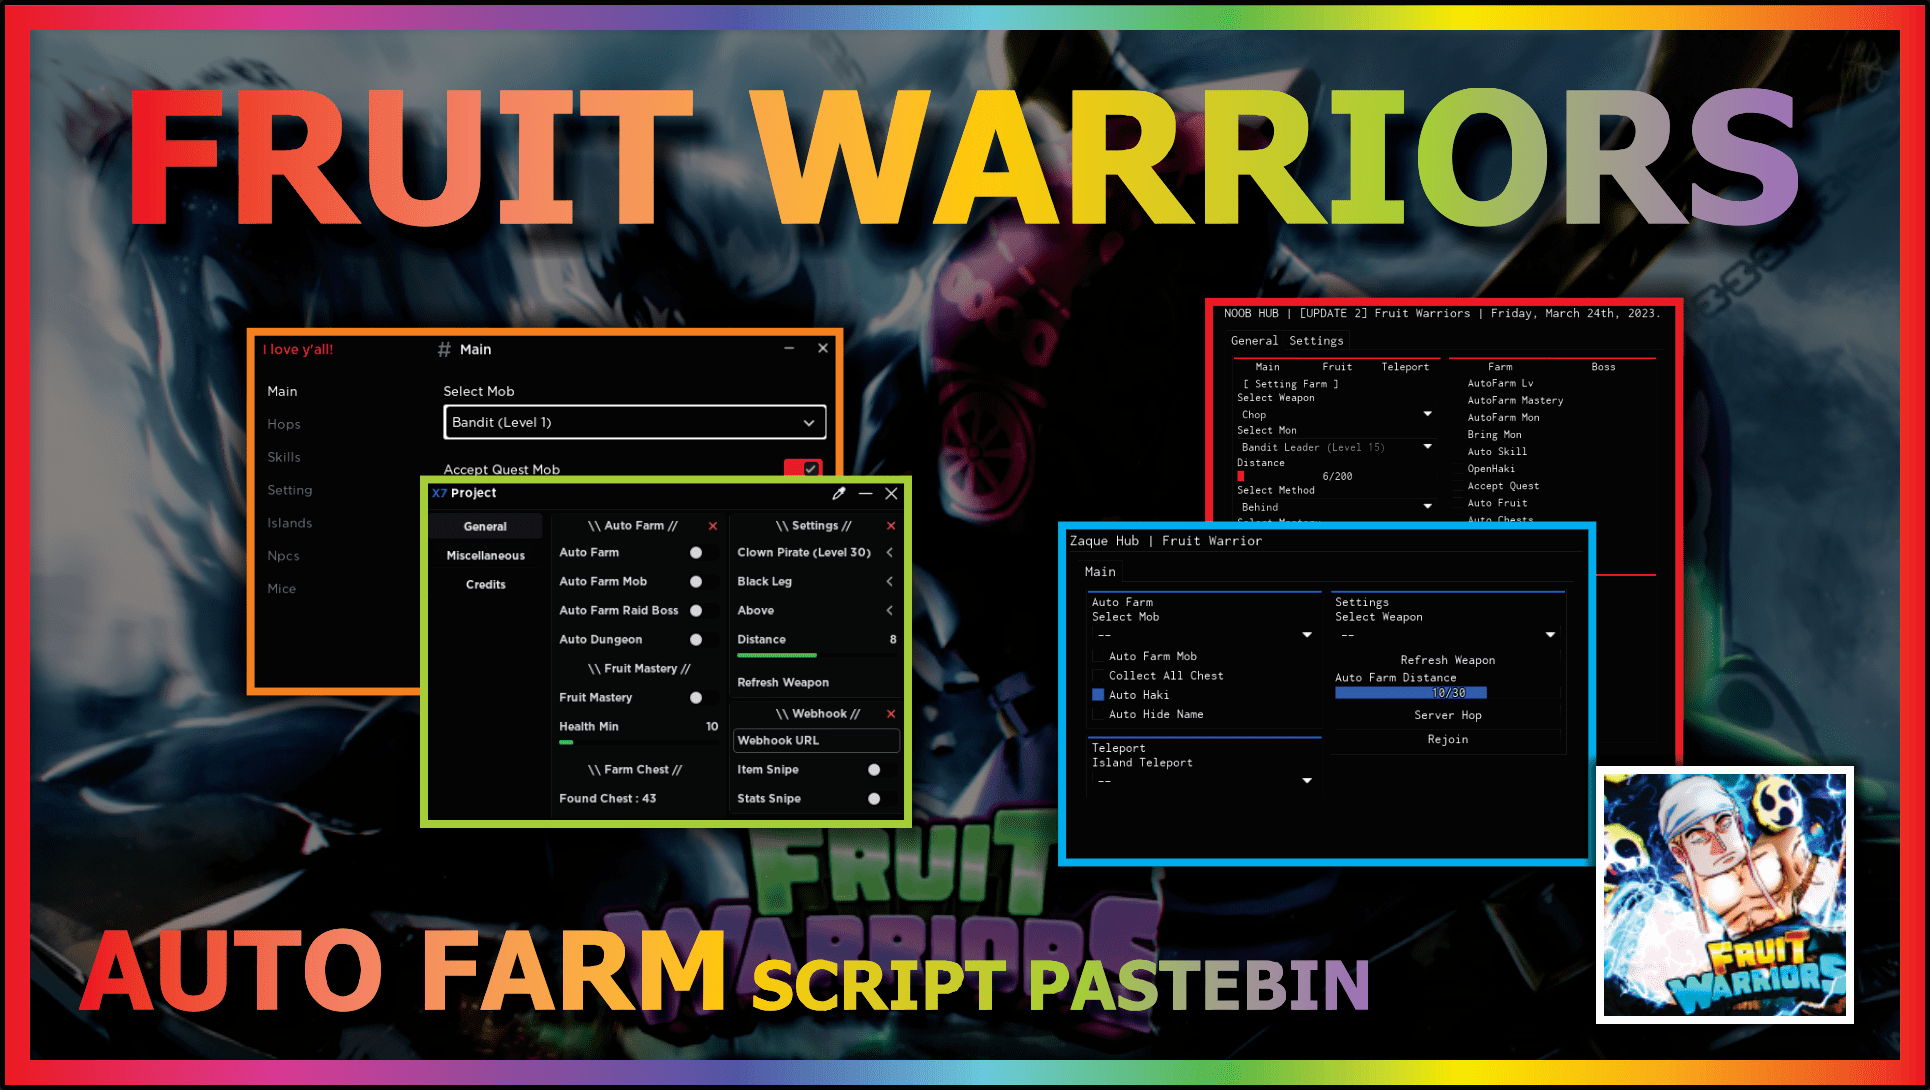 FRUIT WARRIORS
I love y'all!
# Main
Main
Hops
Skills
Setting
Islands
Npcs
Mice
Select Mob
Bandit (Level 1)
Accept Quest Mob
X7 Project
General
Miscellaneous
Credits
\\ Auto Farm //
Auto Farm
Auto Farm Mob
Auto Farm Raid Boss
Auto Dungeon
\\ Fruit Mastery //
Fruit Mastery
Health Min 10
\\ Farm Chest //
Found Chest : 43
\\ Settings //
Clown Pirate (Level 30)
Black Leg
Above
Distance 8
Refresh Weapon
\\ Webhook //
Webhook URL
Item Snipe
Stats Snipe
NOOB HUB | [UPDATE 2] Fruit Warriors | Friday, March 24th, 2023.
General Settings
Main Fruit Teleport
[ Setting Farm ]
Select Weapon
Chop
Select Mon
Bandit Leader (Level 15)
Distance
6/200
Select Method
Behind
Select Mastery
Farm Boss
AutoFarm Lv
AutoFarm Mastery
AutoFarm Mon
Bring Mon
Auto Skill
OpenHaki
Accept Quest
Auto Fruit
Auto Chests
Zaque Hub | Fruit Warrior
Main
Auto Farm
Select Mob
--
Auto Farm Mob
Collect All Chest
Auto Haki
Auto Hide Name
Teleport
Island Teleport
--
Settings
Select Weapon
--
Refresh Weapon
Auto Farm Distance
10/30
Server Hop
Rejoin
FRUIT
WARRIORS
AUTO FARM SCRIPT PASTEBIN
FRUIT
WARRIORS